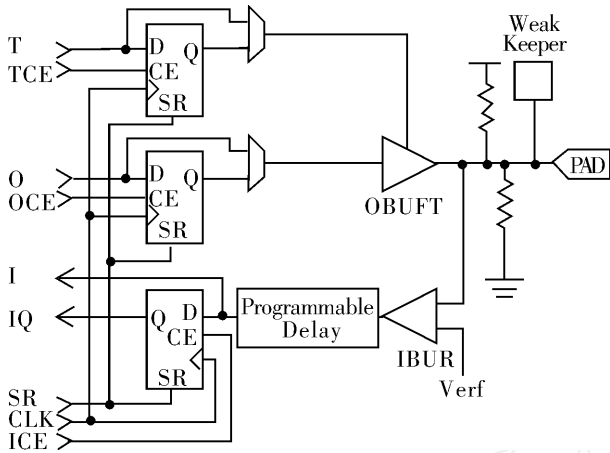 T
TCE
D
Q
CE
SR
Weak
Keeper
O
OCE
D
Q
CE
SR
OBUFT
PAD
I
IQ
Q
D
CE
SR
Programmable
Delay
IBUR
Verf
SR
CLK
ICE